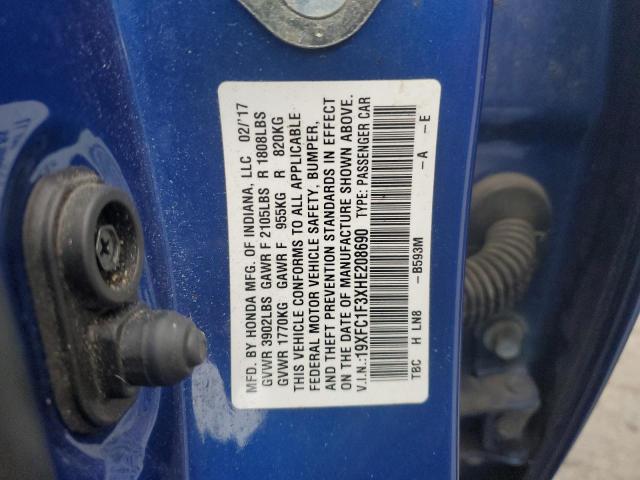 MFD. BY HONDA MFG. OF INDIANA, LLC 02/'17
GVWR 3902LBS GAWR F 2105LBS R 1808LBS
GVWR 1770KG GAWR F 955KG R 820KG
THIS VEHICLE CONFORMS TO ALL APPLICABLE
FEDERAL MOTOR VEHICLE SAFETY, BUMPER,
AND THEFT PREVENTION STANDARDS IN EFFECT
ON THE DATE OF MANUFACTURE SHOWN ABOVE.
V.I.N.:19XFC1F3XHE208690 TYPE: PASSENGER CAR
TBC H LN8 -B593M -A -E